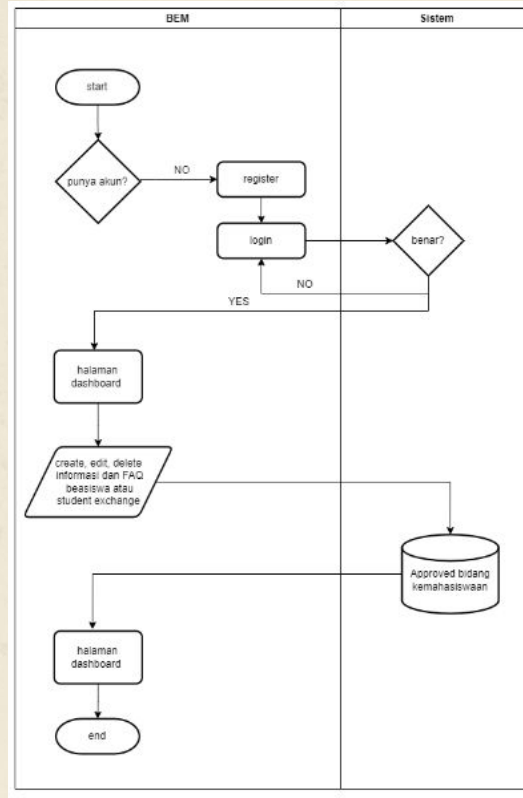 BEM
Sistem
start
punya akun?
NO
register
login
benar?
NO
YES
halaman
dashboard
create, edit, delete
informasi dan FAQ
beasiswa atau
student exchange
Approved bidang
kemahasiswaan
halaman
dashboard
end